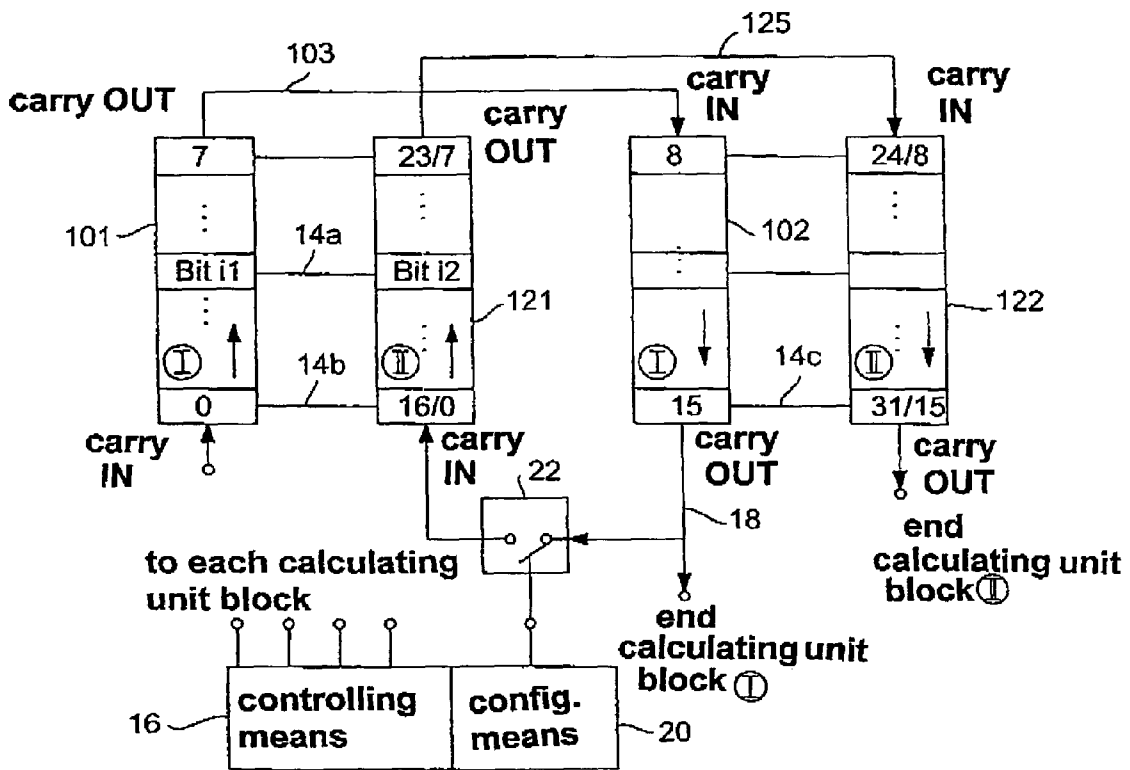 125
103
carry OUT
carry
IN
carry
IN
carry
OUT
7
23/7
8
24/8
101
102
14a
Bit i1
Bit i2
121
122
I
II
I
II
14b
14c
0
16/0
15
31/15
carry
IN
carry
IN
carry
OUT
carry
OUT
22
18
to each calculating
unit block
end
calculating unit
block II
end
calculating unit
block I
16
controlling
means
config.
means
20